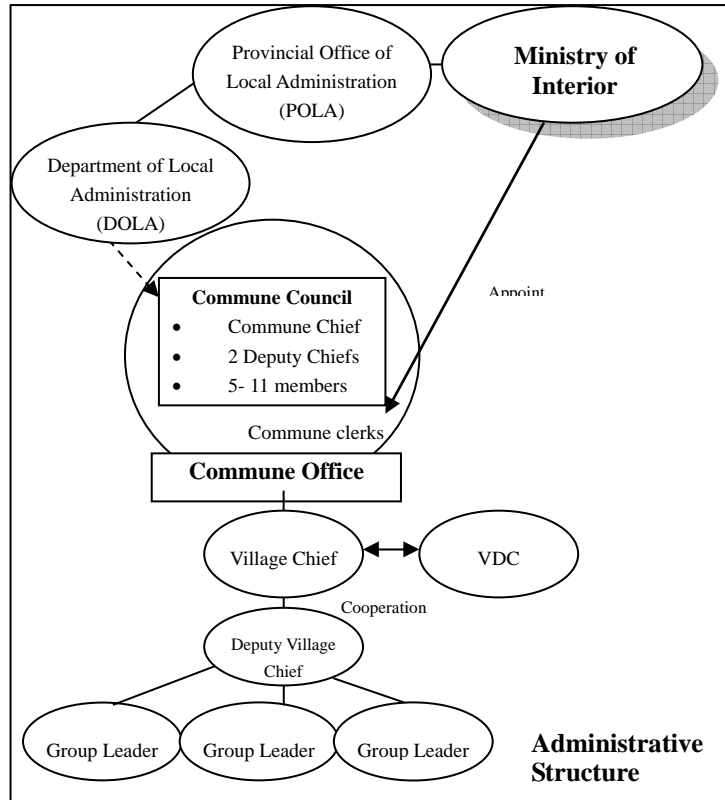 Provincial Office of
Local Administration
(POLA)
Ministry of
Interior
Department of Local
Administration
(DOLA)
Appoint
Commune Council
• Commune Chief
• 2 Deputy Chiefs
• 5- 11 members
Commune clerks
Commune Office
Village Chief
VDC
Cooperation
Deputy Village
Chief
Group Leader
Group Leader
Group Leader
Administrative
Structure